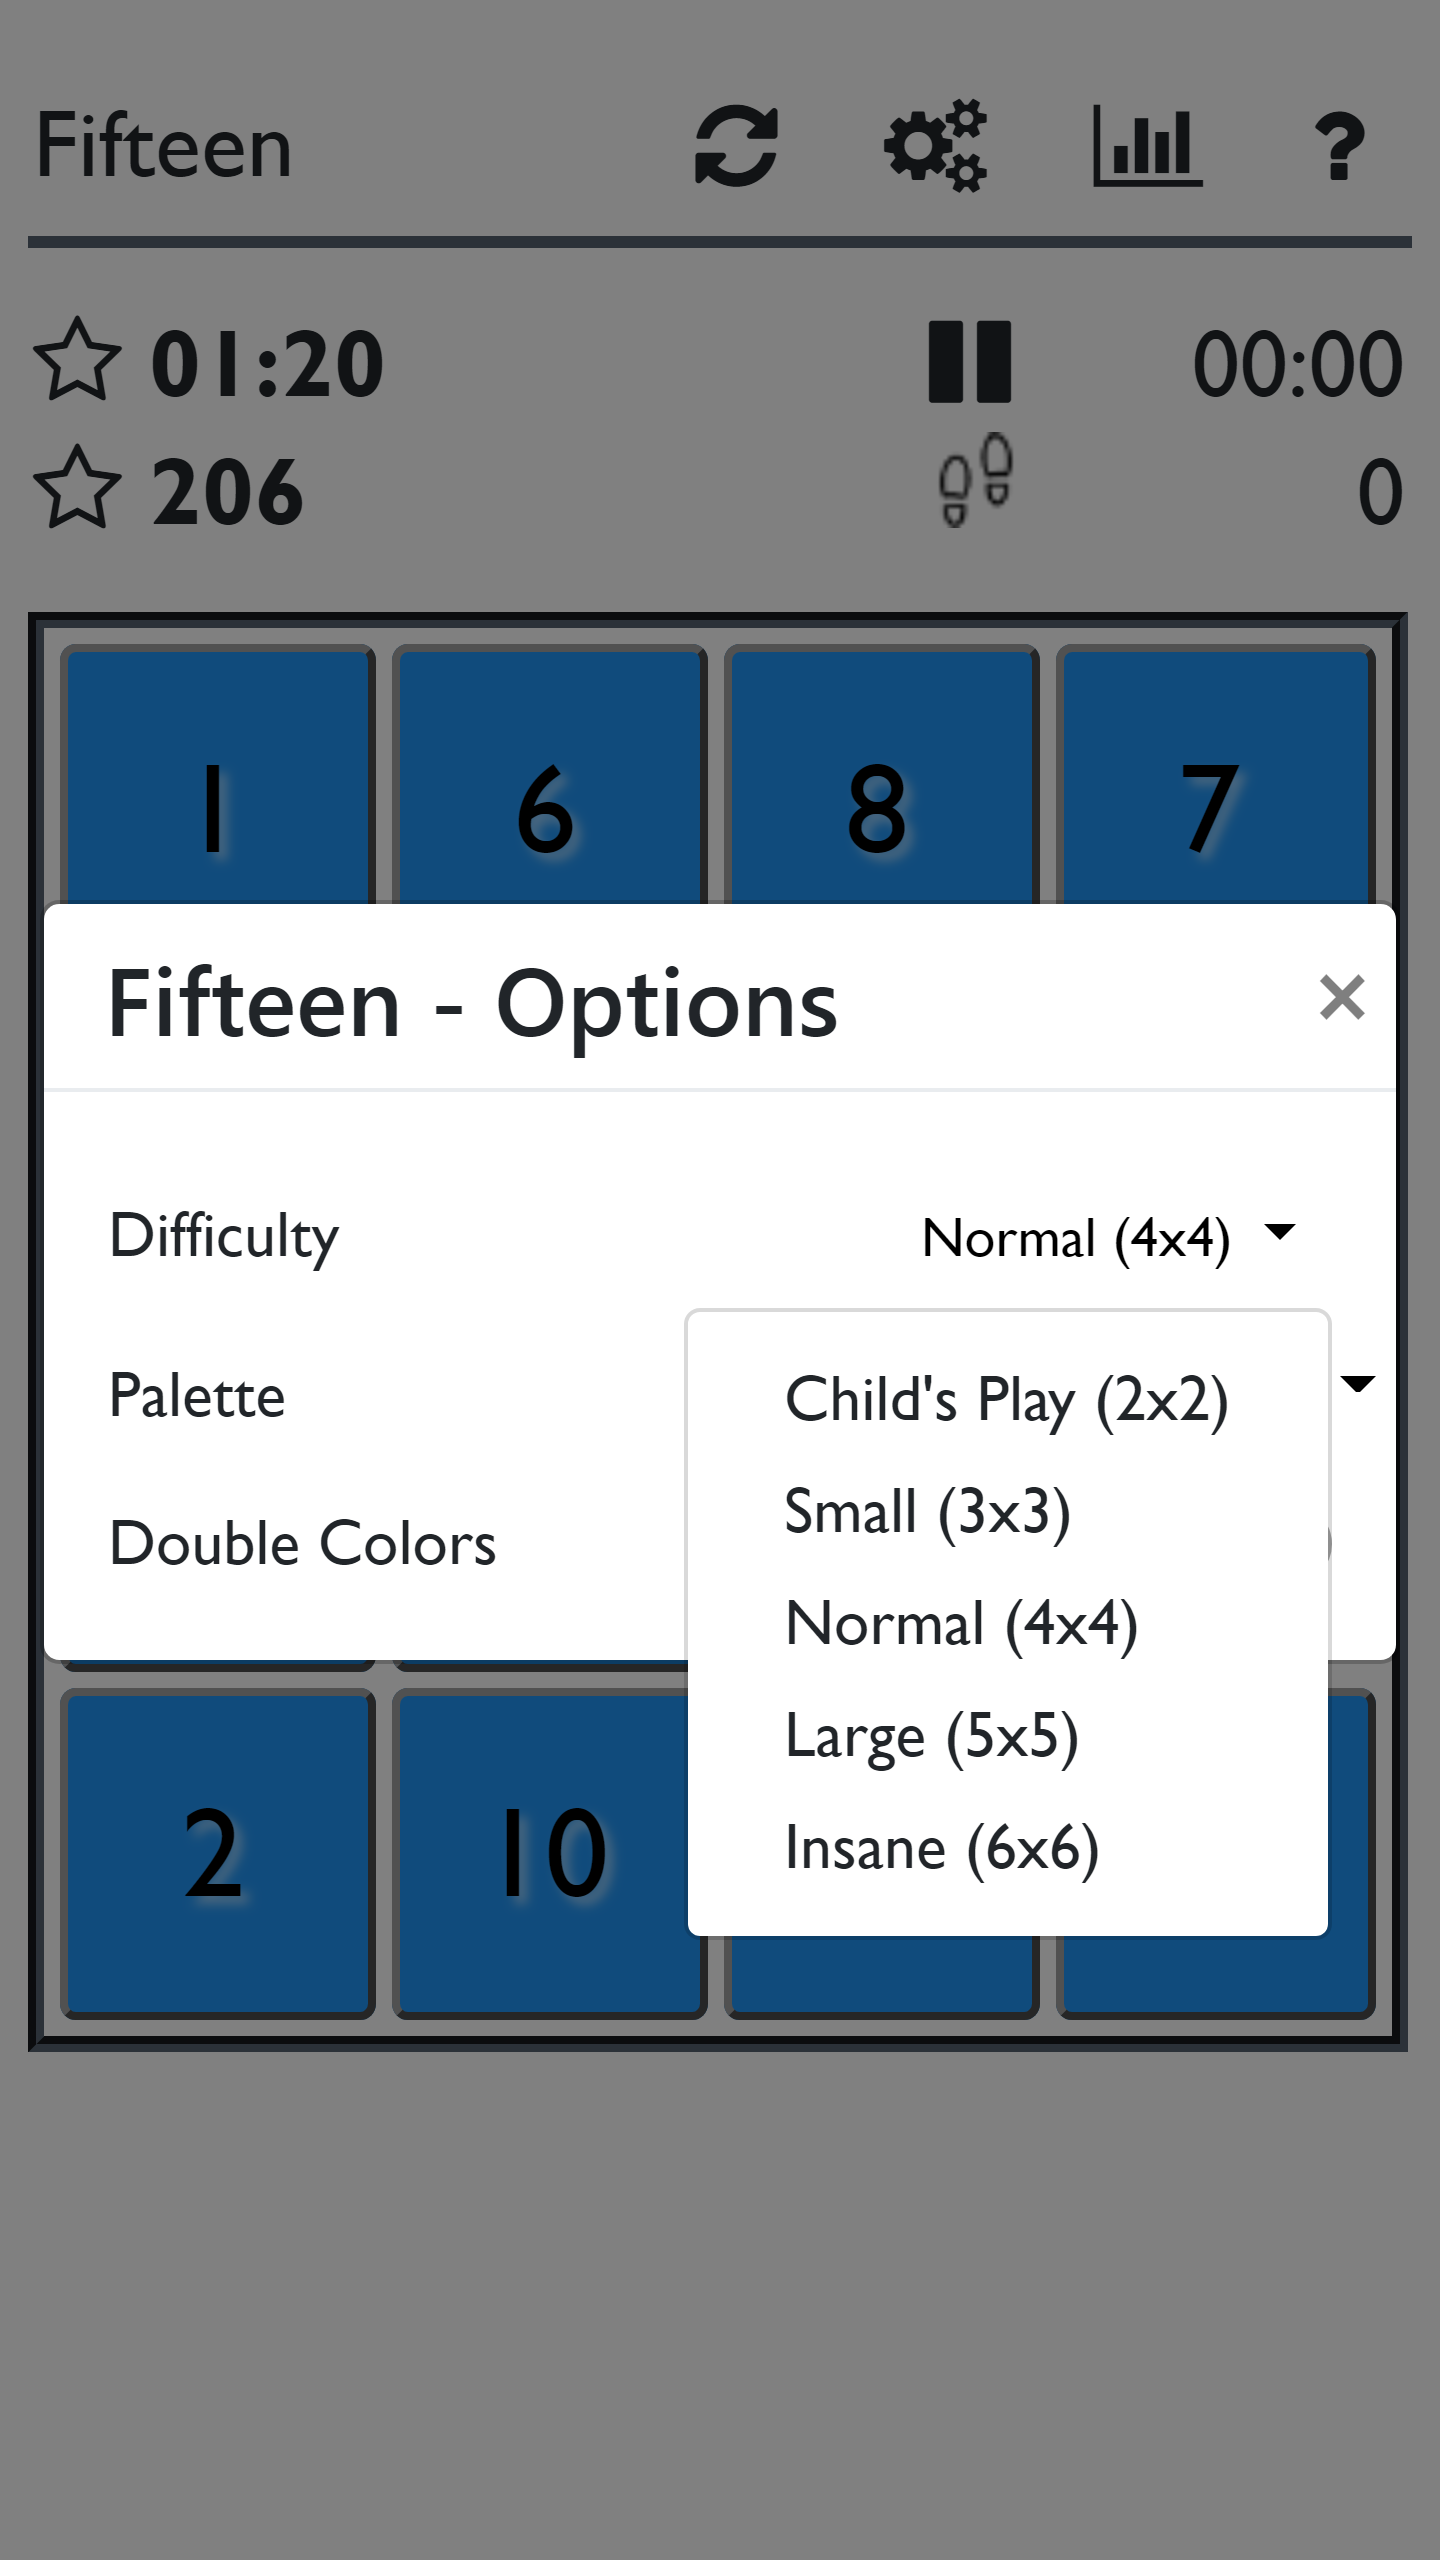 Fifteen ?
01:20 00:00
206 0
1 6 8 7
Fifteen - Options ×
Difficulty Normal (4x4)
Palette
Child's Play (2x2)
Small (3x3)
Double Colors
Normal (4x4)
Large (5x5)
Insane (6x6)
2 10